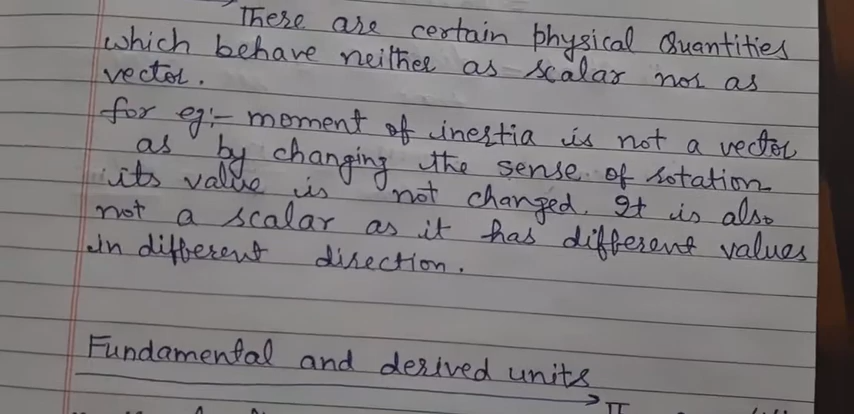 There are certain physical Quantities
which behave neither as scalar nor as
vector.
for eg:- moment of inertia is not a vector
as by changing the sense of rotation
its value is not changed. It is also
not a scalar as it has different values
in different direction.
Fundamental and derived units